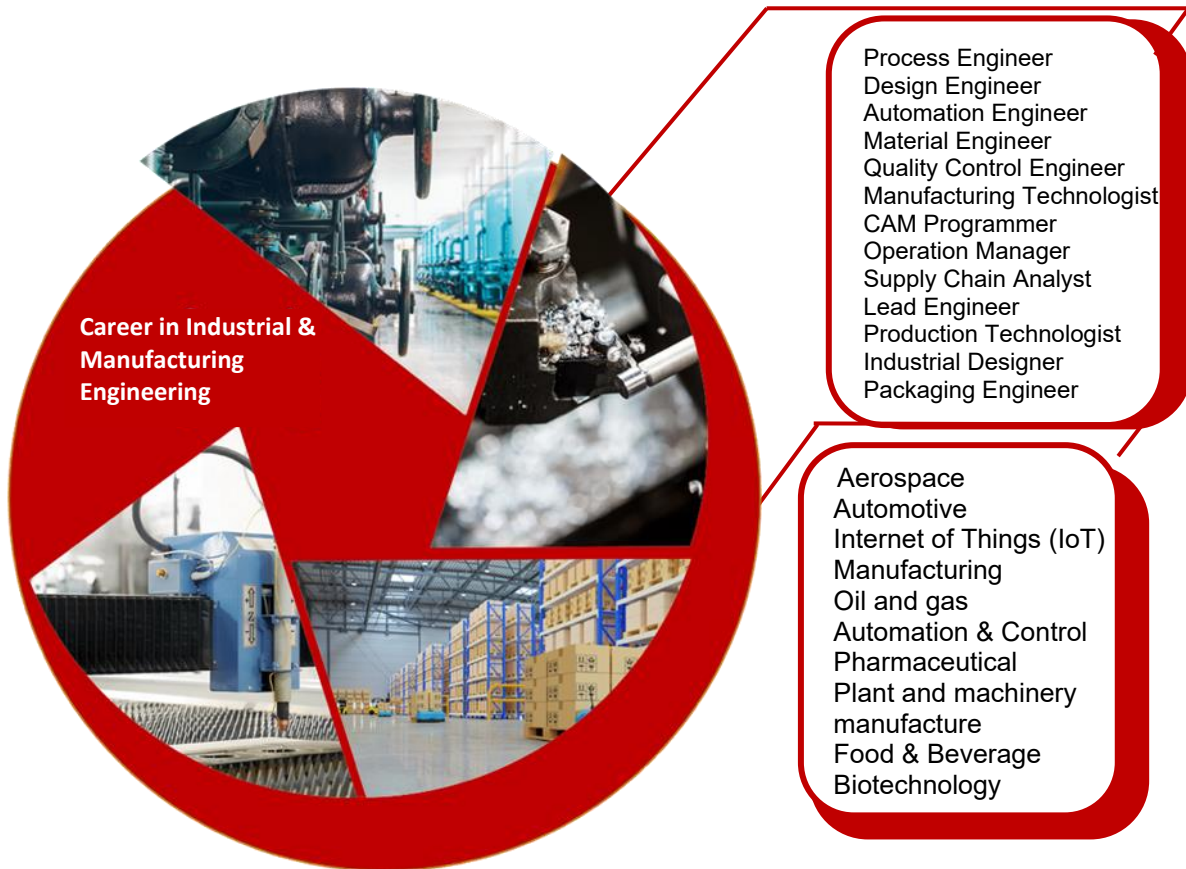 Career in Industrial &
Manufacturing
Engineering
Process Engineer
Design Engineer
Automation Engineer
Material Engineer
Quality Control Engineer
Manufacturing Technologist
CAM Programmer
Operation Manager
Supply Chain Analyst
Lead Engineer
Production Technologist
Industrial Designer
Packaging Engineer
Aerospace
Automotive
Internet of Things (IoT)
Manufacturing
Oil and gas
Automation & Control
Pharmaceutical
Plant and machinery
manufacture
Food & Beverage
Biotechnology